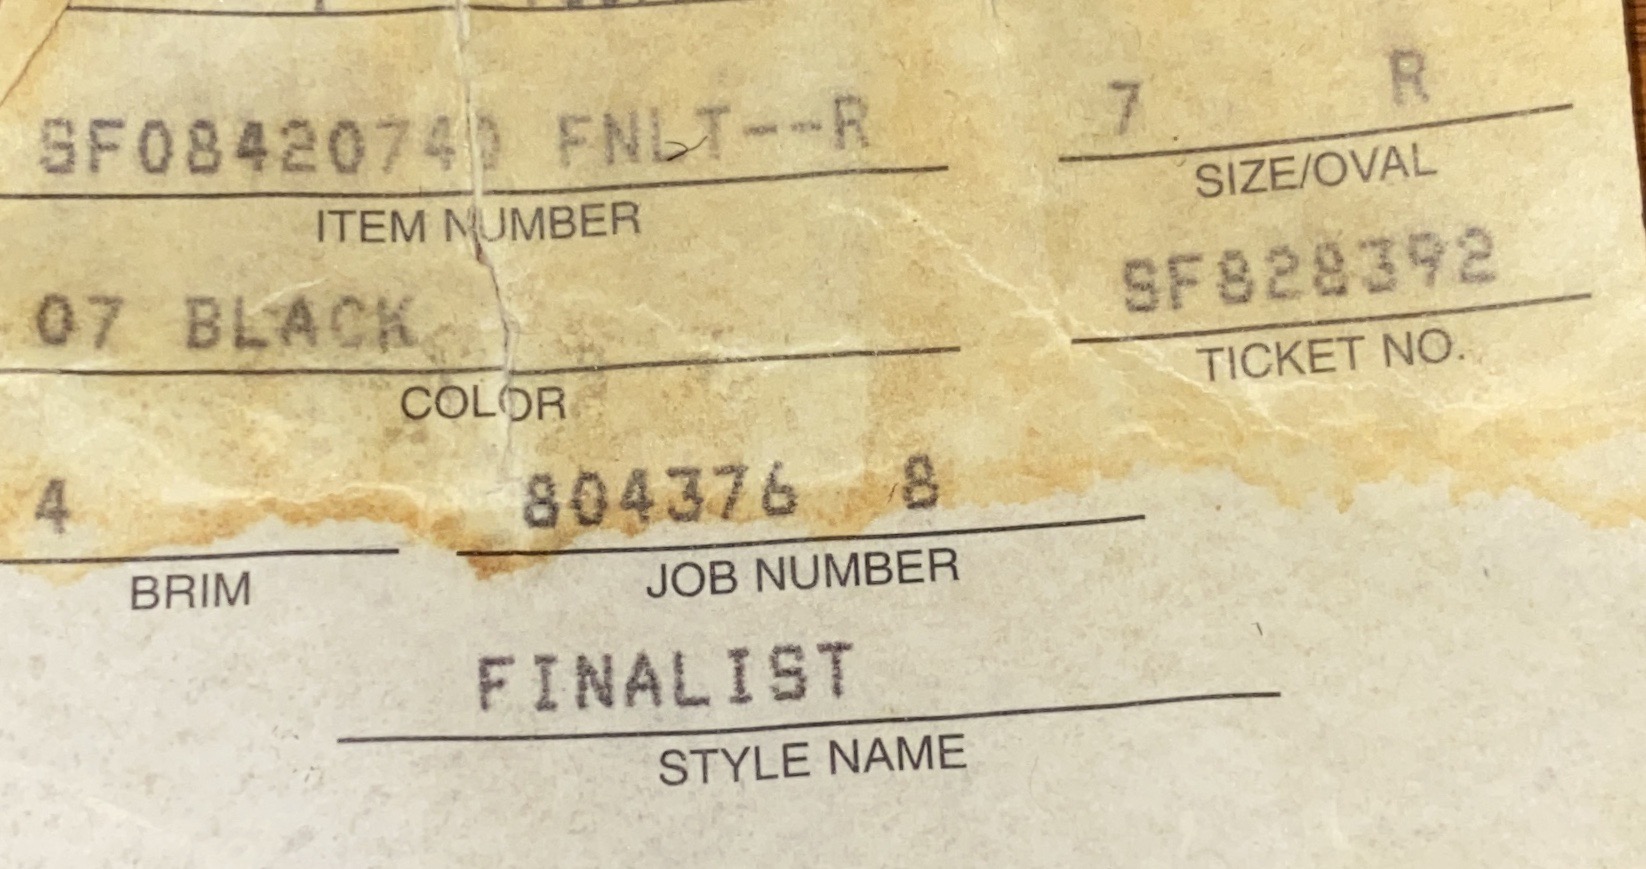 SF08420740 FNLT--R 7 R
ITEM NUMBER SIZE/OVAL
07 BLACK SF828392
COLOR TICKET NO.
4 804376 8
BRIM JOB NUMBER
FINALIST
STYLE NAME